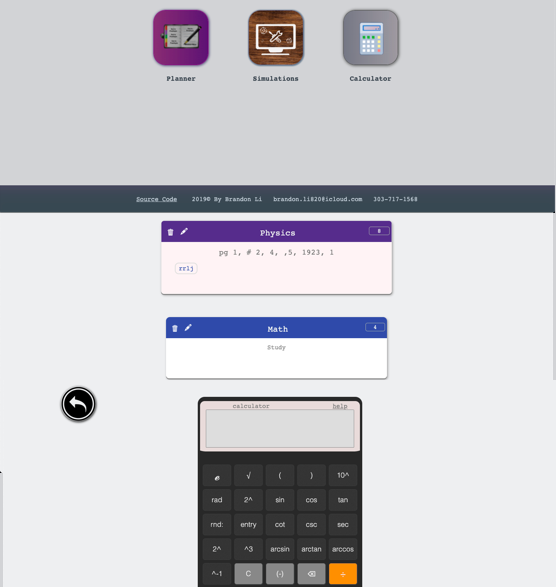 Planner Simulations Calculator
Source Code 2019© By Brandon Li brandon.li820@icloud.com 303-717-1568
Physics 0
pg 1, # 2, 4, ,5, 1923, 1
rrlj
Math 4
Study
calculator help
e √ ( ) 10^
rad 2^ sin cos tan
rnd: entry cot csc sec
2^ ^3 arcsin arctan arccos
^-1 C (-) ÷